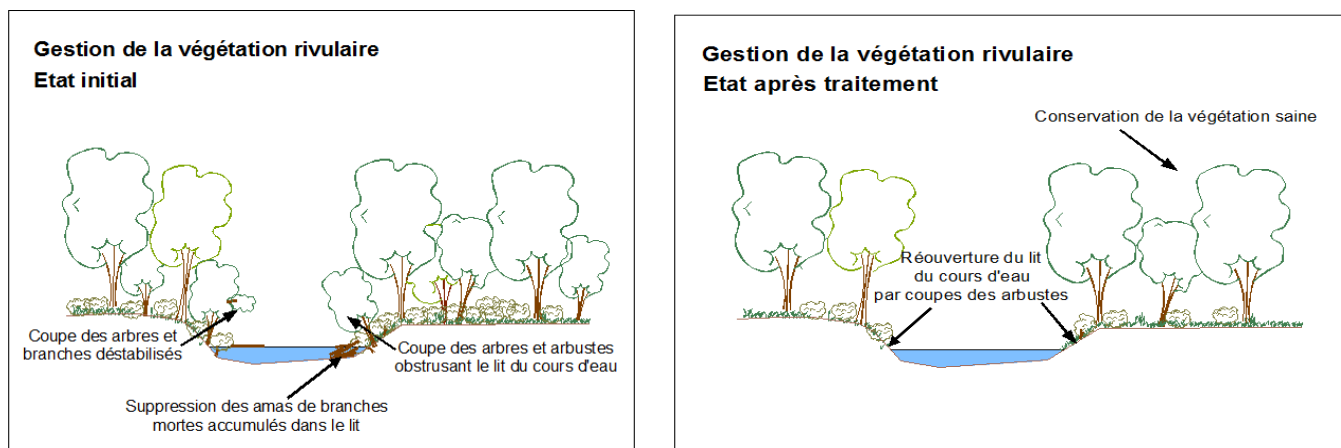 Gestion de la végétation rivulaire
Etat initial
Coupe des arbres et
branches déstabilisés
Coupe des arbres et arbustes
obstrusant le lit du cours d'eau
Suppression des amas de branches
mortes accumulés dans le lit
Gestion de la végétation rivulaire
Etat après traitement
Conservation de la végétation saine
Réouverture du lit
du cours d'eau
par coupes des arbustes